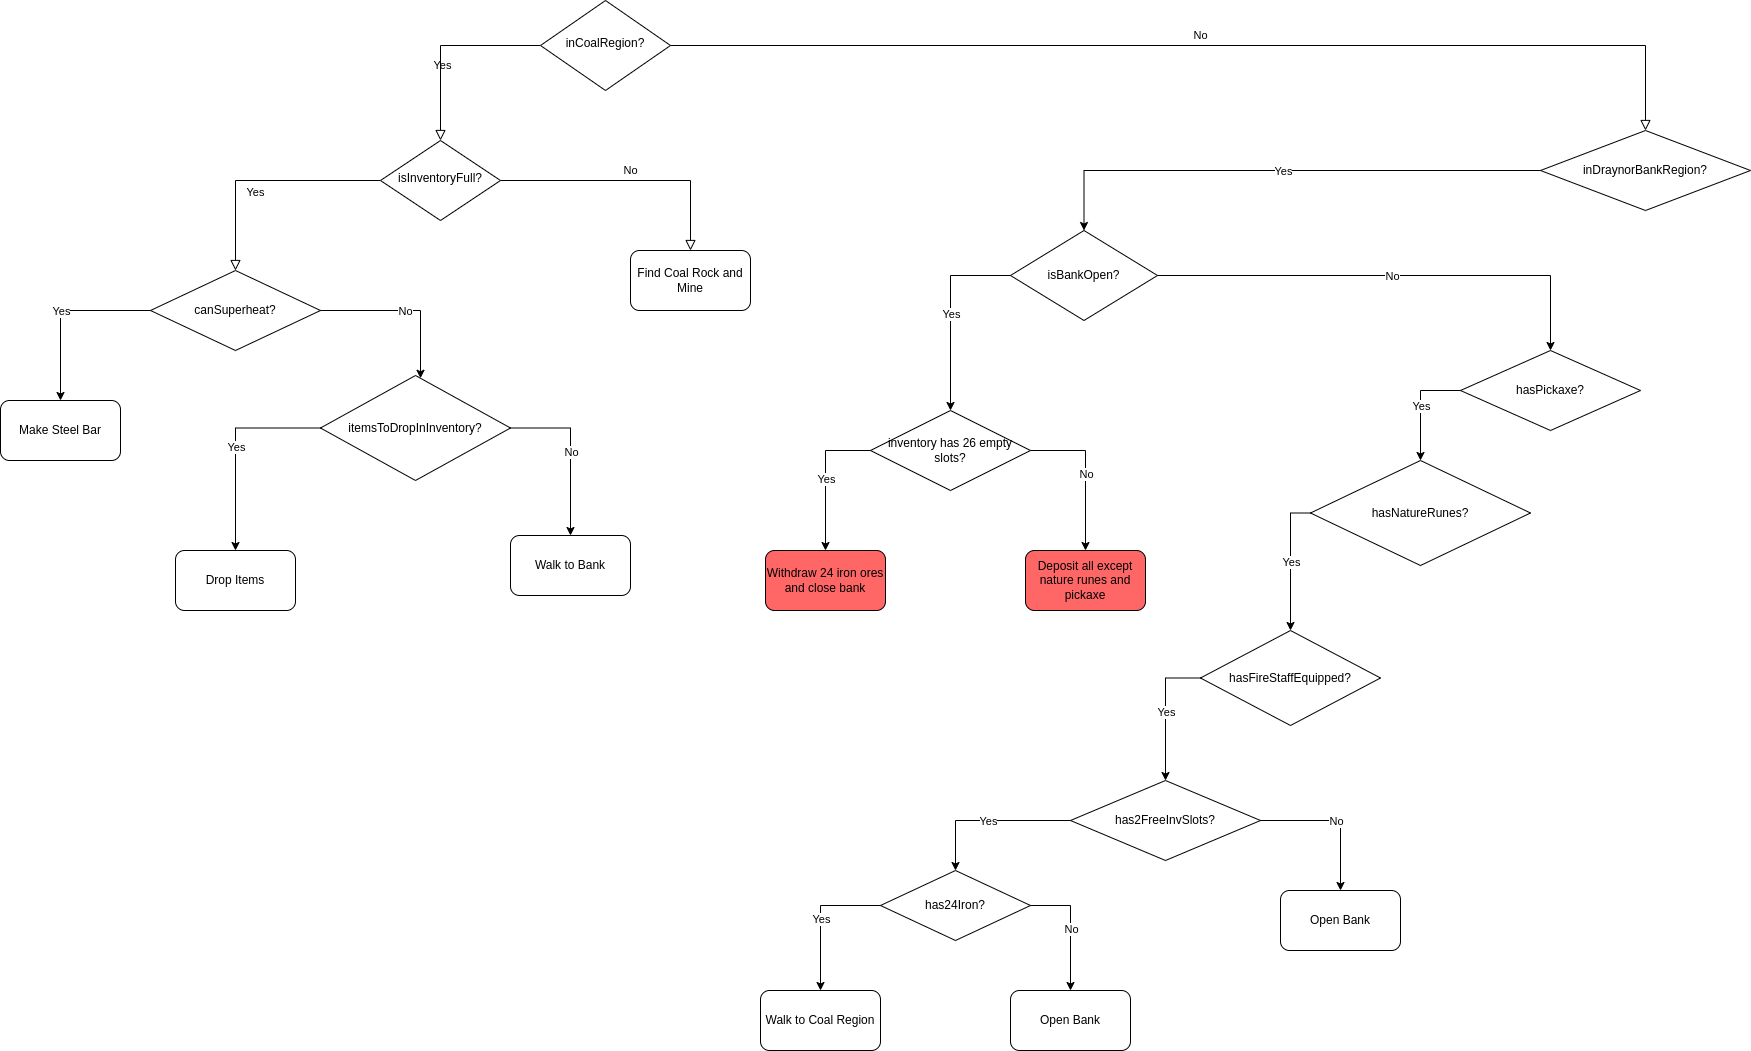 inCoalRegion?
No
Yes
inDraynorBankRegion?
Yes
isInventoryFull?
No
Yes
isBankOpen?
No
Yes
Find Coal Rock and
Mine
canSuperheat?
Yes
No
hasPickaxe?
Yes
Make Steel Bar
itemsToDropInInventory?
Yes
No
inventory has 26 empty
slots?
Yes
No
hasNatureRunes?
Yes
Drop Items
Walk to Bank
Withdraw 24 iron ores
and close bank
Deposit all except
nature runes and
pickaxe
hasFireStaffEquipped?
Yes
has2FreeInvSlots?
Yes
No
has24Iron?
Yes
No
Open Bank
Walk to Coal Region
Open Bank